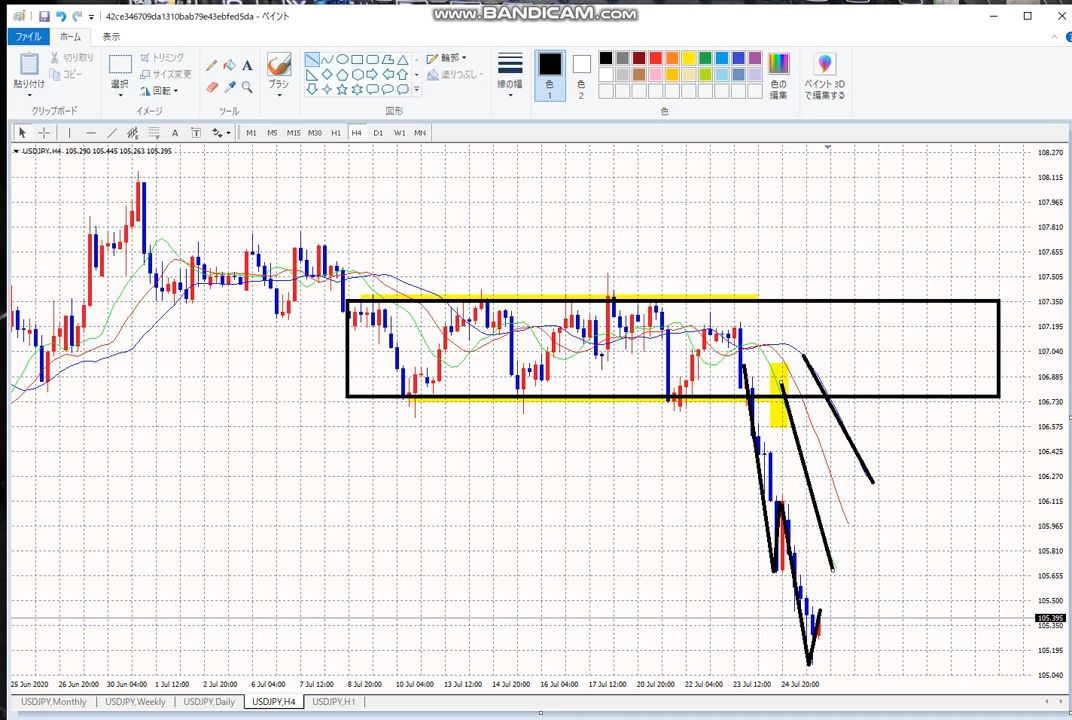 www.BANDICAM.com
42ce346709da1310bab79e43ebfed5da - ペイント
ファイル ホーム 表示
貼り付け
切り取り
コピー
クリップボード
選択
トリミング
サイズ変更
回転
イメージ
A
ツール
ブラシ
輪郭
塗りつぶし
図形
線の幅
色
1
色
2
色の
編集
色
ペイント 3D
で編集する
A T M1 M5 M15 M30 H1 H4 D1 W1 MN
USDJPY,H4 105.290 105.445 105.263 105.395
108.270
108.115
107.965
107.810
107.655
107.505
107.350
107.195
107.040
106.885
106.730
106.575
106.425
106.270
106.115
105.965
105.810
105.655
105.500
105.395
105.350
105.195
105.040
25 Jun 2020 26 Jun 20:00 30 Jun 04:00 1 Jul 12:00 2 Jul 20:00 6 Jul 04:00 7 Jul 12:00 8 Jul 20:00 10 Jul 04:00 13 Jul 12:00 14 Jul 20:00 16 Jul 04:00 17 Jul 12:00 20 Jul 20:00 22 Jul 04:00 23 Jul 12:00 24 Jul 20:00
USDJPY,Monthly USDJPY,Weekly USDJPY,Daily USDJPY,H4 USDJPY,H1